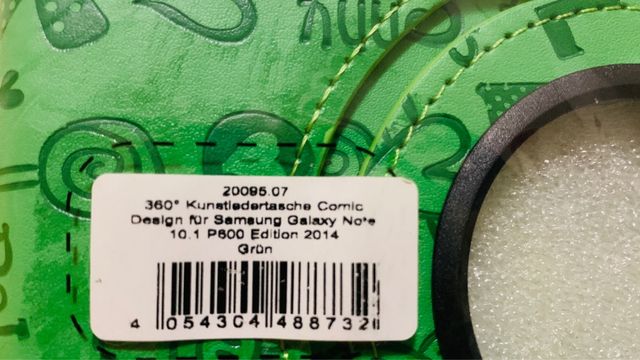 20095.07
360° Kunstledertasche Comic
Design für Samsung Galaxy Note
10.1 P600 Edition 2014
Grün
4 054304 488732